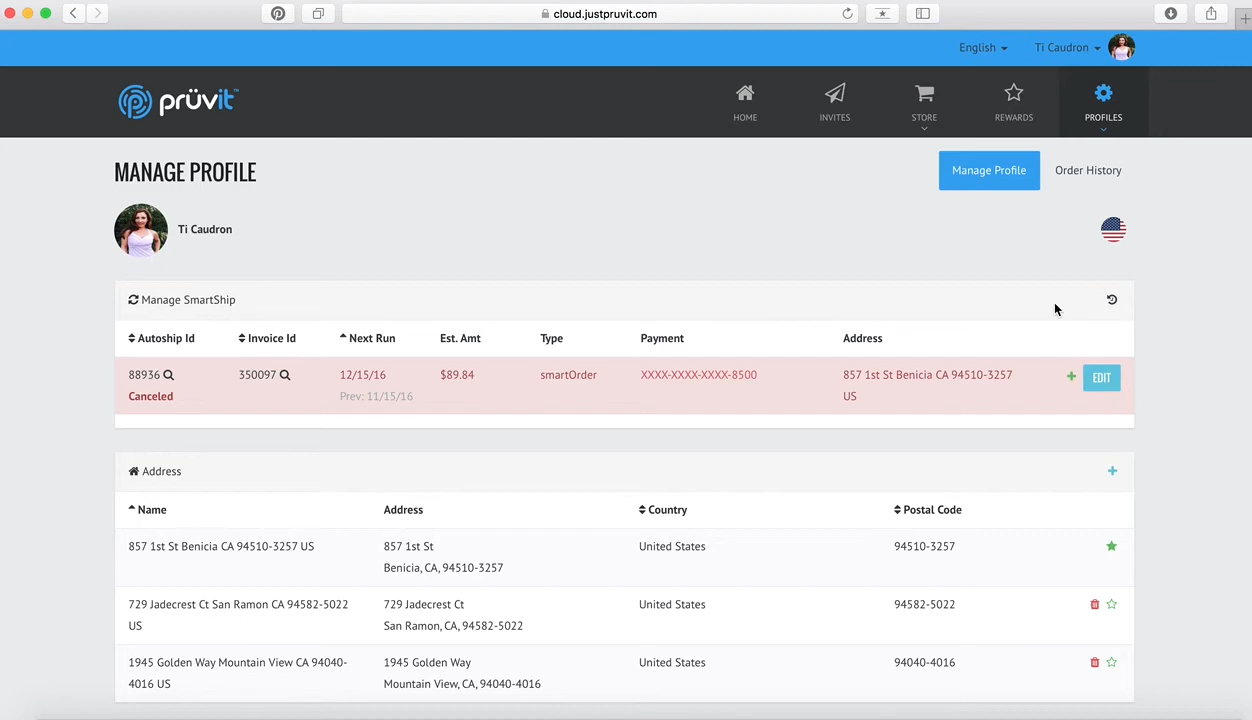 cloud.justpruvit.com
English
Ti Caudron
prüvit™
HOME
INVITES
STORE
REWARDS
PROFILES
MANAGE PROFILE
Manage Profile
Order History
Ti Caudron
Manage SmartShip
Autoship Id Invoice Id Next Run Est. Amt Type Payment Address
88936 350097 12/15/16 $89.84 smartOrder XXXX-XXXX-XXXX-8500 857 1st St Benicia CA 94510-3257 EDIT
Canceled Prev: 11/15/16 US
Address
Name Address Country Postal Code
857 1st St Benicia CA 94510-3257 US 857 1st St United States 94510-3257
Benicia, CA, 94510-3257
729 Jadecrest Ct San Ramon CA 94582-5022 729 Jadecrest Ct United States 94582-5022
US San Ramon, CA, 94582-5022
1945 Golden Way Mountain View CA 94040- 1945 Golden Way United States 94040-4016
4016 US Mountain View, CA, 94040-4016